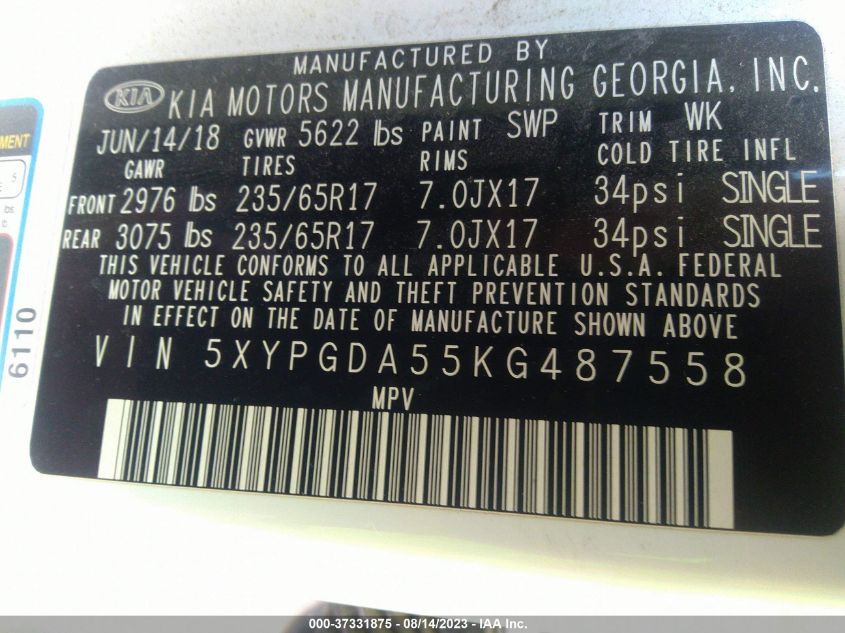 MANUFACTURED BY
KIA KIA MOTORS MANUFACTURING GEORGIA, INC.
JUN/14/18 GVWR 5622 lbs PAINT SWP TRIM WK
GAWR TIRES RIMS COLD TIRE INFL
FRONT 2976 lbs 235/65R17 7.0JX17 34psi SINGLE
REAR 3075 lbs 235/65R17 7.0JX17 34psi SINGLE
THIS VEHICLE CONFORMS TO ALL APPLICABLE U.S.A. FEDERAL
MOTOR VEHICLE SAFETY AND THEFT PREVENTION STANDARDS
IN EFFECT ON THE DATE OF MANUFACTURE SHOWN ABOVE
VIN 5XYPGDA55KG487558
MPV
6110
5
000-37331875 - 08/14/2023 - IAA Inc.